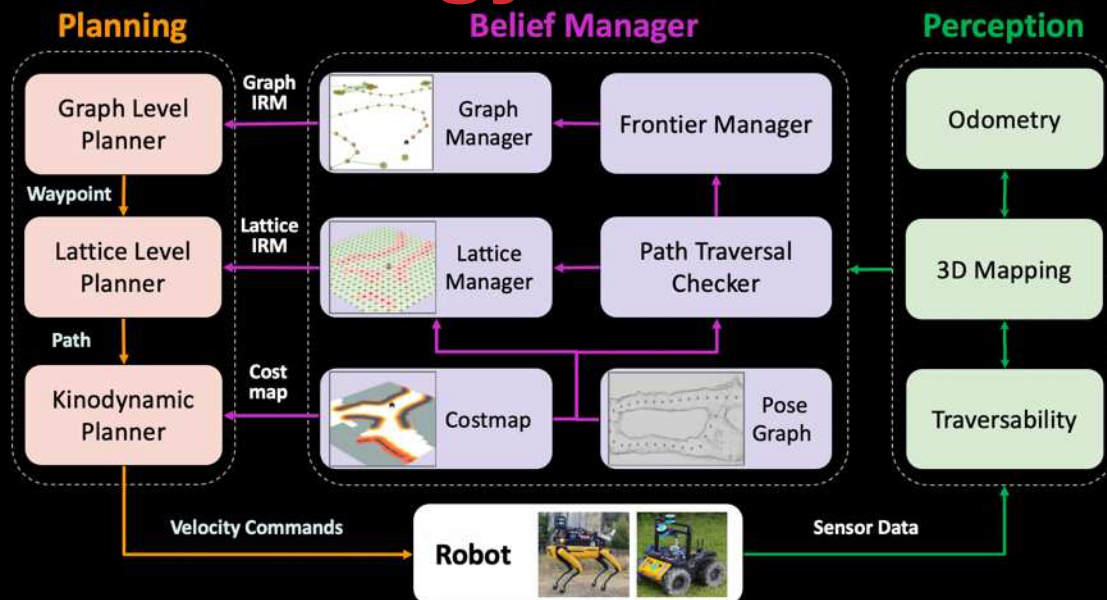 Planning
Belief Manager
Perception
Graph Level
Planner
Graph
IRM
Graph
Manager
Frontier Manager
Odometry
Waypoint
Lattice Level
Planner
Lattice
IRM
Lattice
Manager
Path Traversal
Checker
3D Mapping
Path
Kinodynamic
Planner
Cost
map
Costmap
Pose
Graph
Traversability
Velocity Commands
Robot
Sensor Data